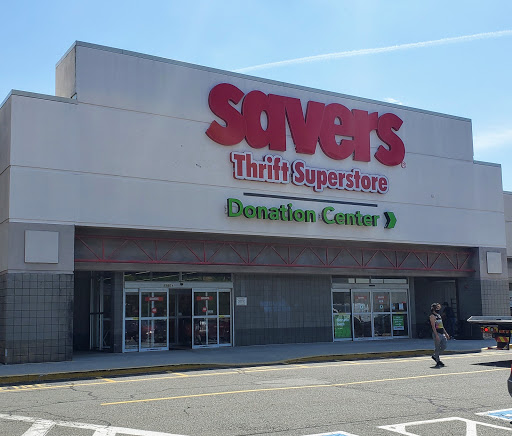 savers®
Thrift Superstore
Donation Center